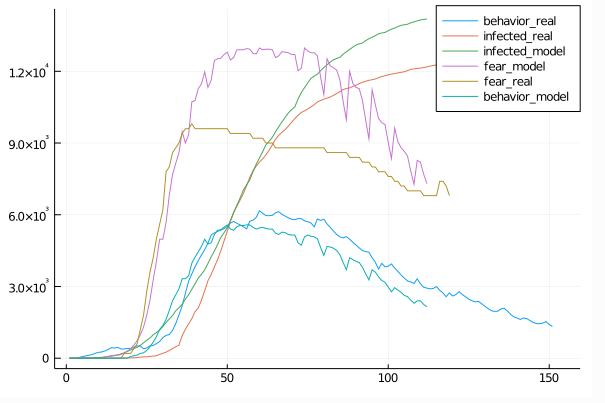 behavior_real
infected_real
infected_model
fear_model
fear_real
behavior_model
1.2×10⁴
9.0×10³
6.0×10³
3.0×10³
0
0 50 100 150